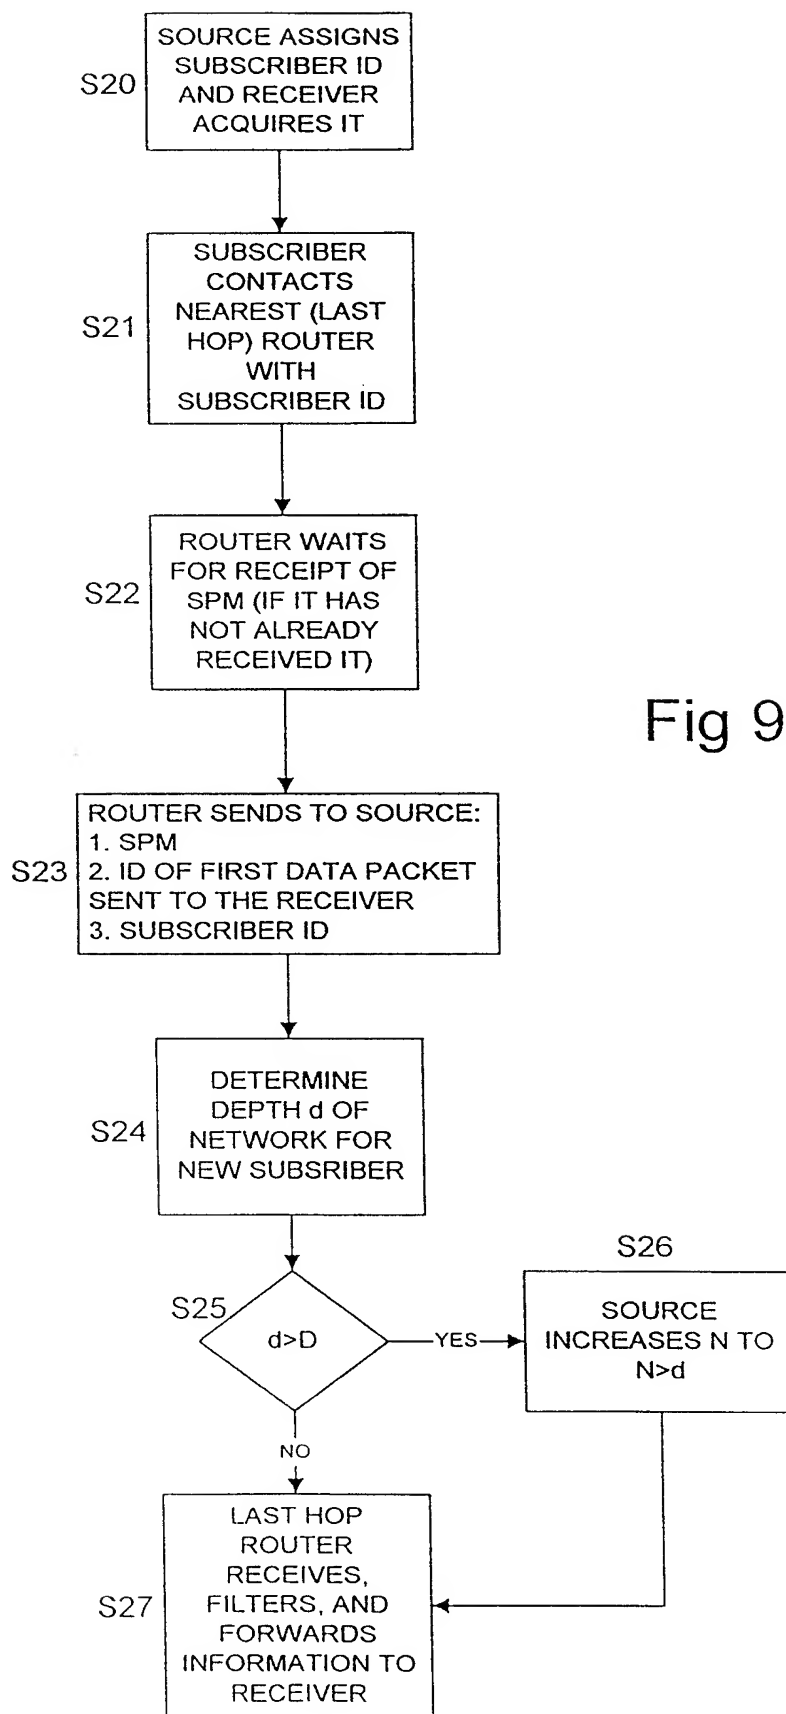 SOURCE ASSIGNS
SUBSCRIBER ID
AND RECEIVER
ACQUIRES IT
S20
SUBSCRIBER
CONTACTS
NEAREST (LAST
HOP) ROUTER
WITH
SUBSCRIBER ID
S21
ROUTER WAITS
FOR RECEIPT OF
SPM (IF IT HAS
NOT ALREADY
RECEIVED IT)
S22
Fig 9
ROUTER SENDS TO SOURCE:
1. SPM
2. ID OF FIRST DATA PACKET
SENT TO THE RECEIVER
3. SUBSCRIBER ID
S23
DETERMINE
DEPTH d OF
NETWORK FOR
NEW SUBSRIBER
S24
S25
d>D
YES
S26
SOURCE
INCREASES N TO
N>d
NO
LAST HOP
ROUTER
RECEIVES,
FILTERS, AND
FORWARDS
INFORMATION TO
RECEIVER
S27